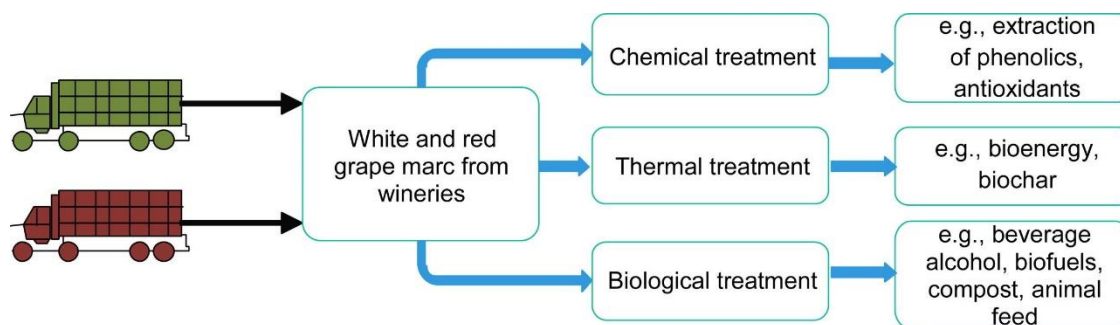 White and red
grape marc from
wineries
Chemical treatment
e.g., extraction
of phenolics,
antioxidants
Thermal treatment
e.g., bioenergy,
biochar
Biological treatment
e.g., beverage
alcohol, biofuels,
compost, animal
feed